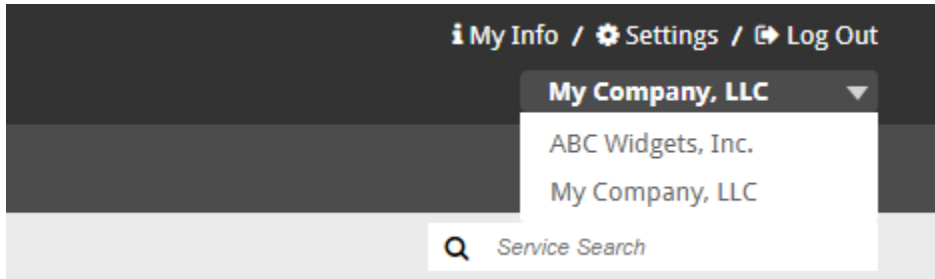 My Info / Settings / Log Out
My Company, LLC
ABC Widgets, Inc.
My Company, LLC
Service Search